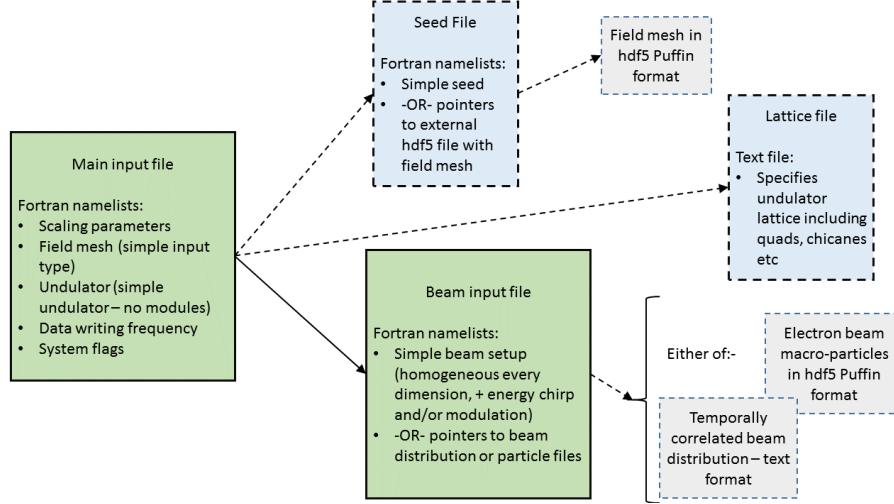 Main input file
Fortran namelists:
• Scaling parameters
• Field mesh (simple input
type)
• Undulator (simple
undulator – no modules)
• Data writing frequency
• System flags
Seed File
Fortran namelists:
• Simple seed
• -OR- pointers
to external
hdf5 file with
field mesh
Field mesh in
hdf5 Puffin
format
Lattice file
Text file:
• Specifies
undulator
lattice including
quads, chicanes
etc
Beam input file
Fortran namelists:
• Simple beam setup
(homogeneous every
dimension, + energy chirp
and/or modulation)
• -OR- pointers to beam
distribution or particle files
Either of:-
Electron beam
macro-particles
in hdf5 Puffin
format
Temporally
correlated beam
distribution – text
format